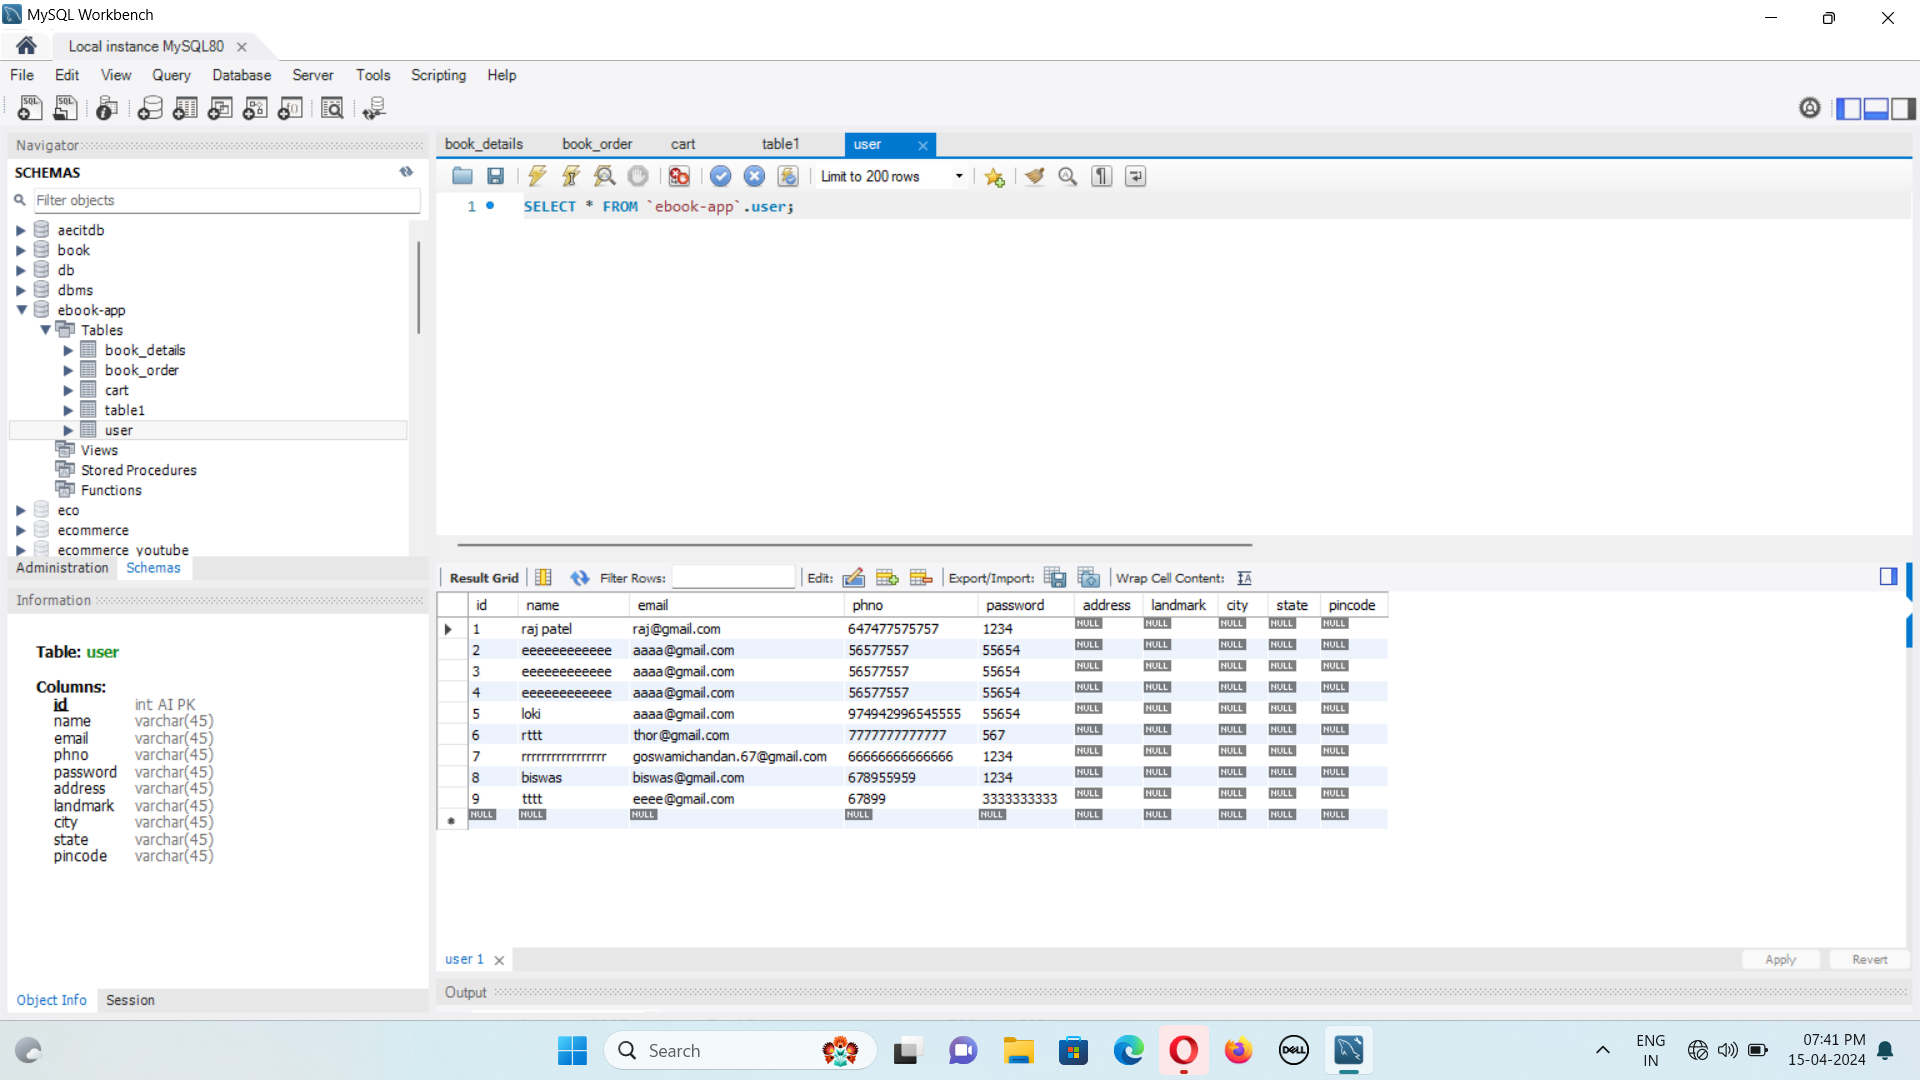 MySQL Workbench
Local instance MySQL80
File Edit View Query Database Server Tools Scripting Help
Navigator
SCHEMAS
Filter objects
aecitdb
book
db
dbms
ebook-app
Tables
book_details
book_order
cart
table1
user
Views
Stored Procedures
Functions
eco
ecommerce
ecommerce_youtube
Administration Schemas
Information
Table: user
Columns:
id int AI PK
name varchar(45)
email varchar(45)
phno varchar(45)
password varchar(45)
address varchar(45)
landmark varchar(45)
city varchar(45)
state varchar(45)
pincode varchar(45)
Object Info Session
book_details book_order cart table1 user
Limit to 200 rows
1 SELECT * FROM `ebook-app`.user;
Result Grid Filter Rows: Edit: Export/Import: Wrap Cell Content:
id name email phno password address landmark city state pincode
1 raj patel raj@gmail.com 647477575757 1234 NULL NULL NULL NULL NULL
2 eeeeeeeeeeee aaaa@gmail.com 56577557 55654 NULL NULL NULL NULL NULL
3 eeeeeeeeeeee aaaa@gmail.com 56577557 55654 NULL NULL NULL NULL NULL
4 eeeeeeeeeeee aaaa@gmail.com 56577557 55654 NULL NULL NULL NULL NULL
5 loki aaaa@gmail.com 974942996545555 55654 NULL NULL NULL NULL NULL
6 rttt thor@gmail.com 7777777777777 567 NULL NULL NULL NULL NULL
7 rrrrrrrrrrrrrrrrr goswamichandan.67@gmail.com 66666666666666 1234 NULL NULL NULL NULL NULL
8 biswas biswas@gmail.com 678955959 1234 NULL NULL NULL NULL NULL
9 tttt eeee@gmail.com 67899 3333333333 NULL NULL NULL NULL NULL
NULL NULL NULL NULL NULL NULL NULL NULL NULL NULL
user 1
Apply Revert
Output
Search
DELL
ENG
IN
07:41 PM
15-04-2024